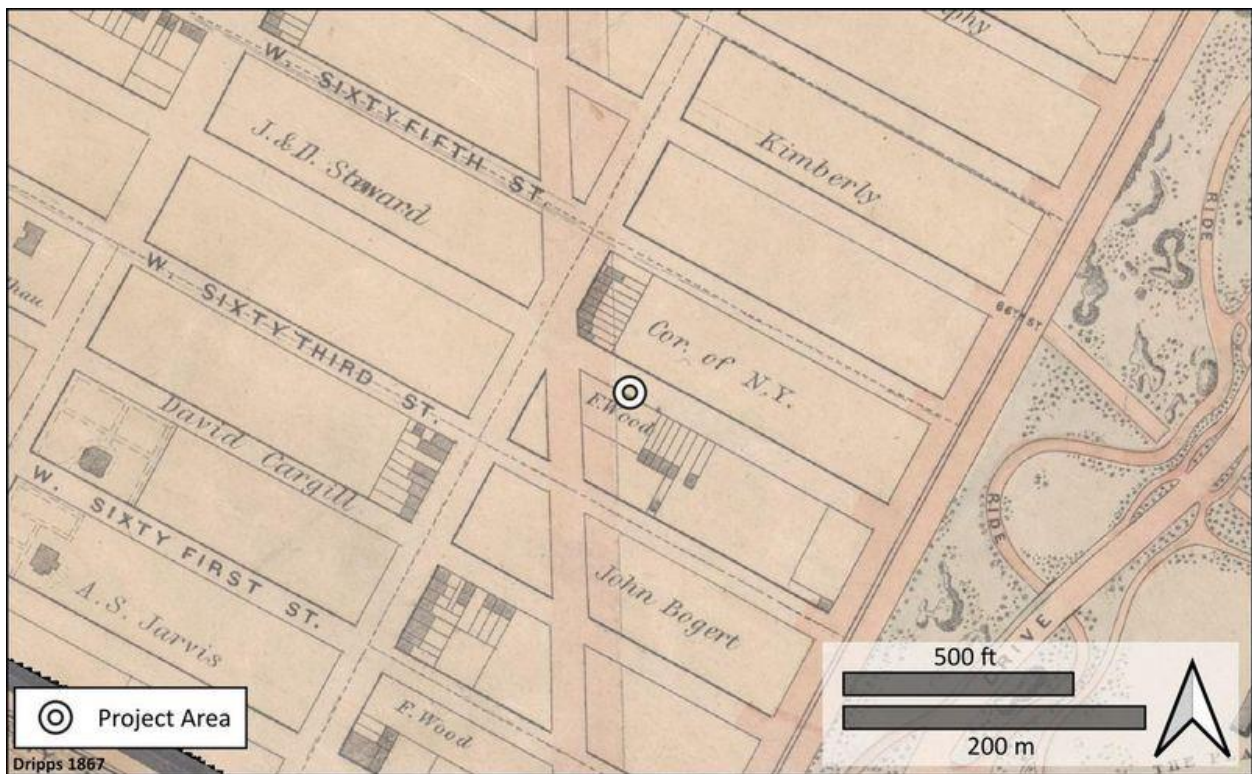 W. SIXTY FIFTH ST.
J. & D. Steward
Kimberly
RIDE
66TH ST
W. SIXTY THIRD ST.
Cor. of N.Y.
F. Wood
David Cargill
RIDE
W. SIXTY FIRST ST.
A. S. Jarvis
John Bogert
DRIVE
F. Wood
500 ft
200 m
Project Area
Dripps 1867